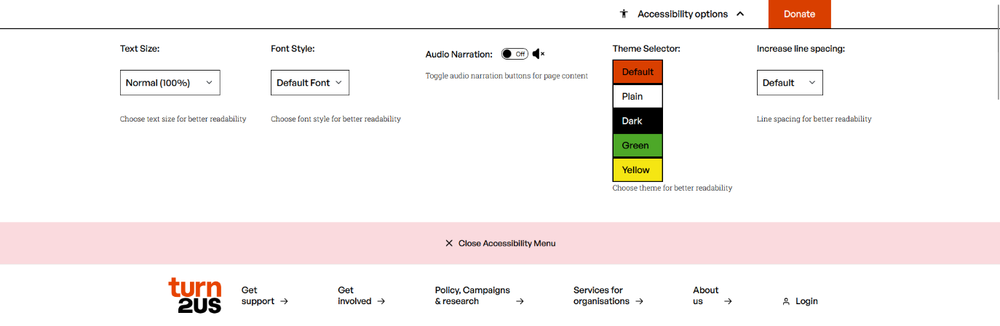 Accessibility options
Donate
Text Size:
Normal (100%)
Choose text size for better readability
Font Style:
Default Font
Choose font style for better readability
Audio Narration:
Off
Toggle audio narration buttons for page content
Theme Selector:
Default
Plain
Dark
Green
Yellow
Choose theme for better readability
Increase line spacing:
Default
Line spacing for better readability
Close Accessibility Menu
turn
2us
Get
support
Get
involved
Policy, Campaigns
& research
Services for
organisations
About
us
Login